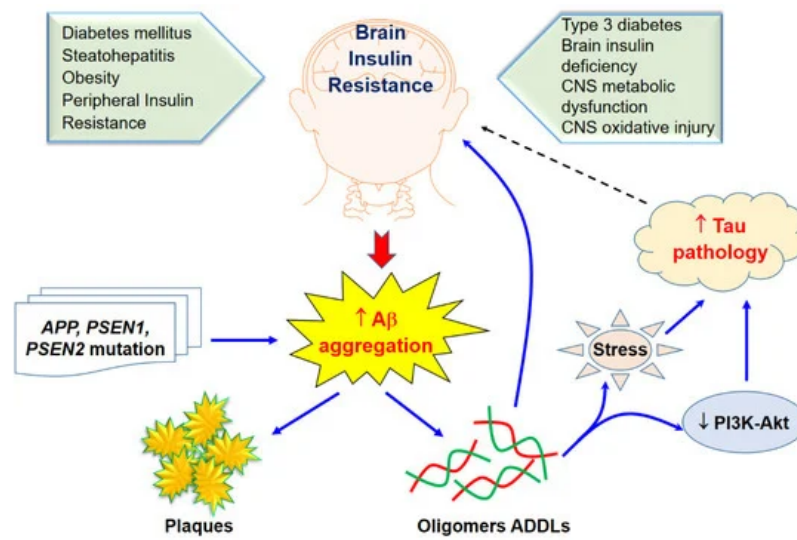 Diabetes mellitus
Steatohepatitis
Obesity
Peripheral Insulin
Resistance
Brain
Insulin
Resistance
Type 3 diabetes
Brain insulin
deficiency
CNS metabolic
dysfunction
CNS oxidative injury
↑ Tau
pathology
APP, PSEN1,
PSEN2 mutation
↑ Aβ
aggregation
Stress
↓ PI3K-Akt
Plaques
Oligomers ADDLs